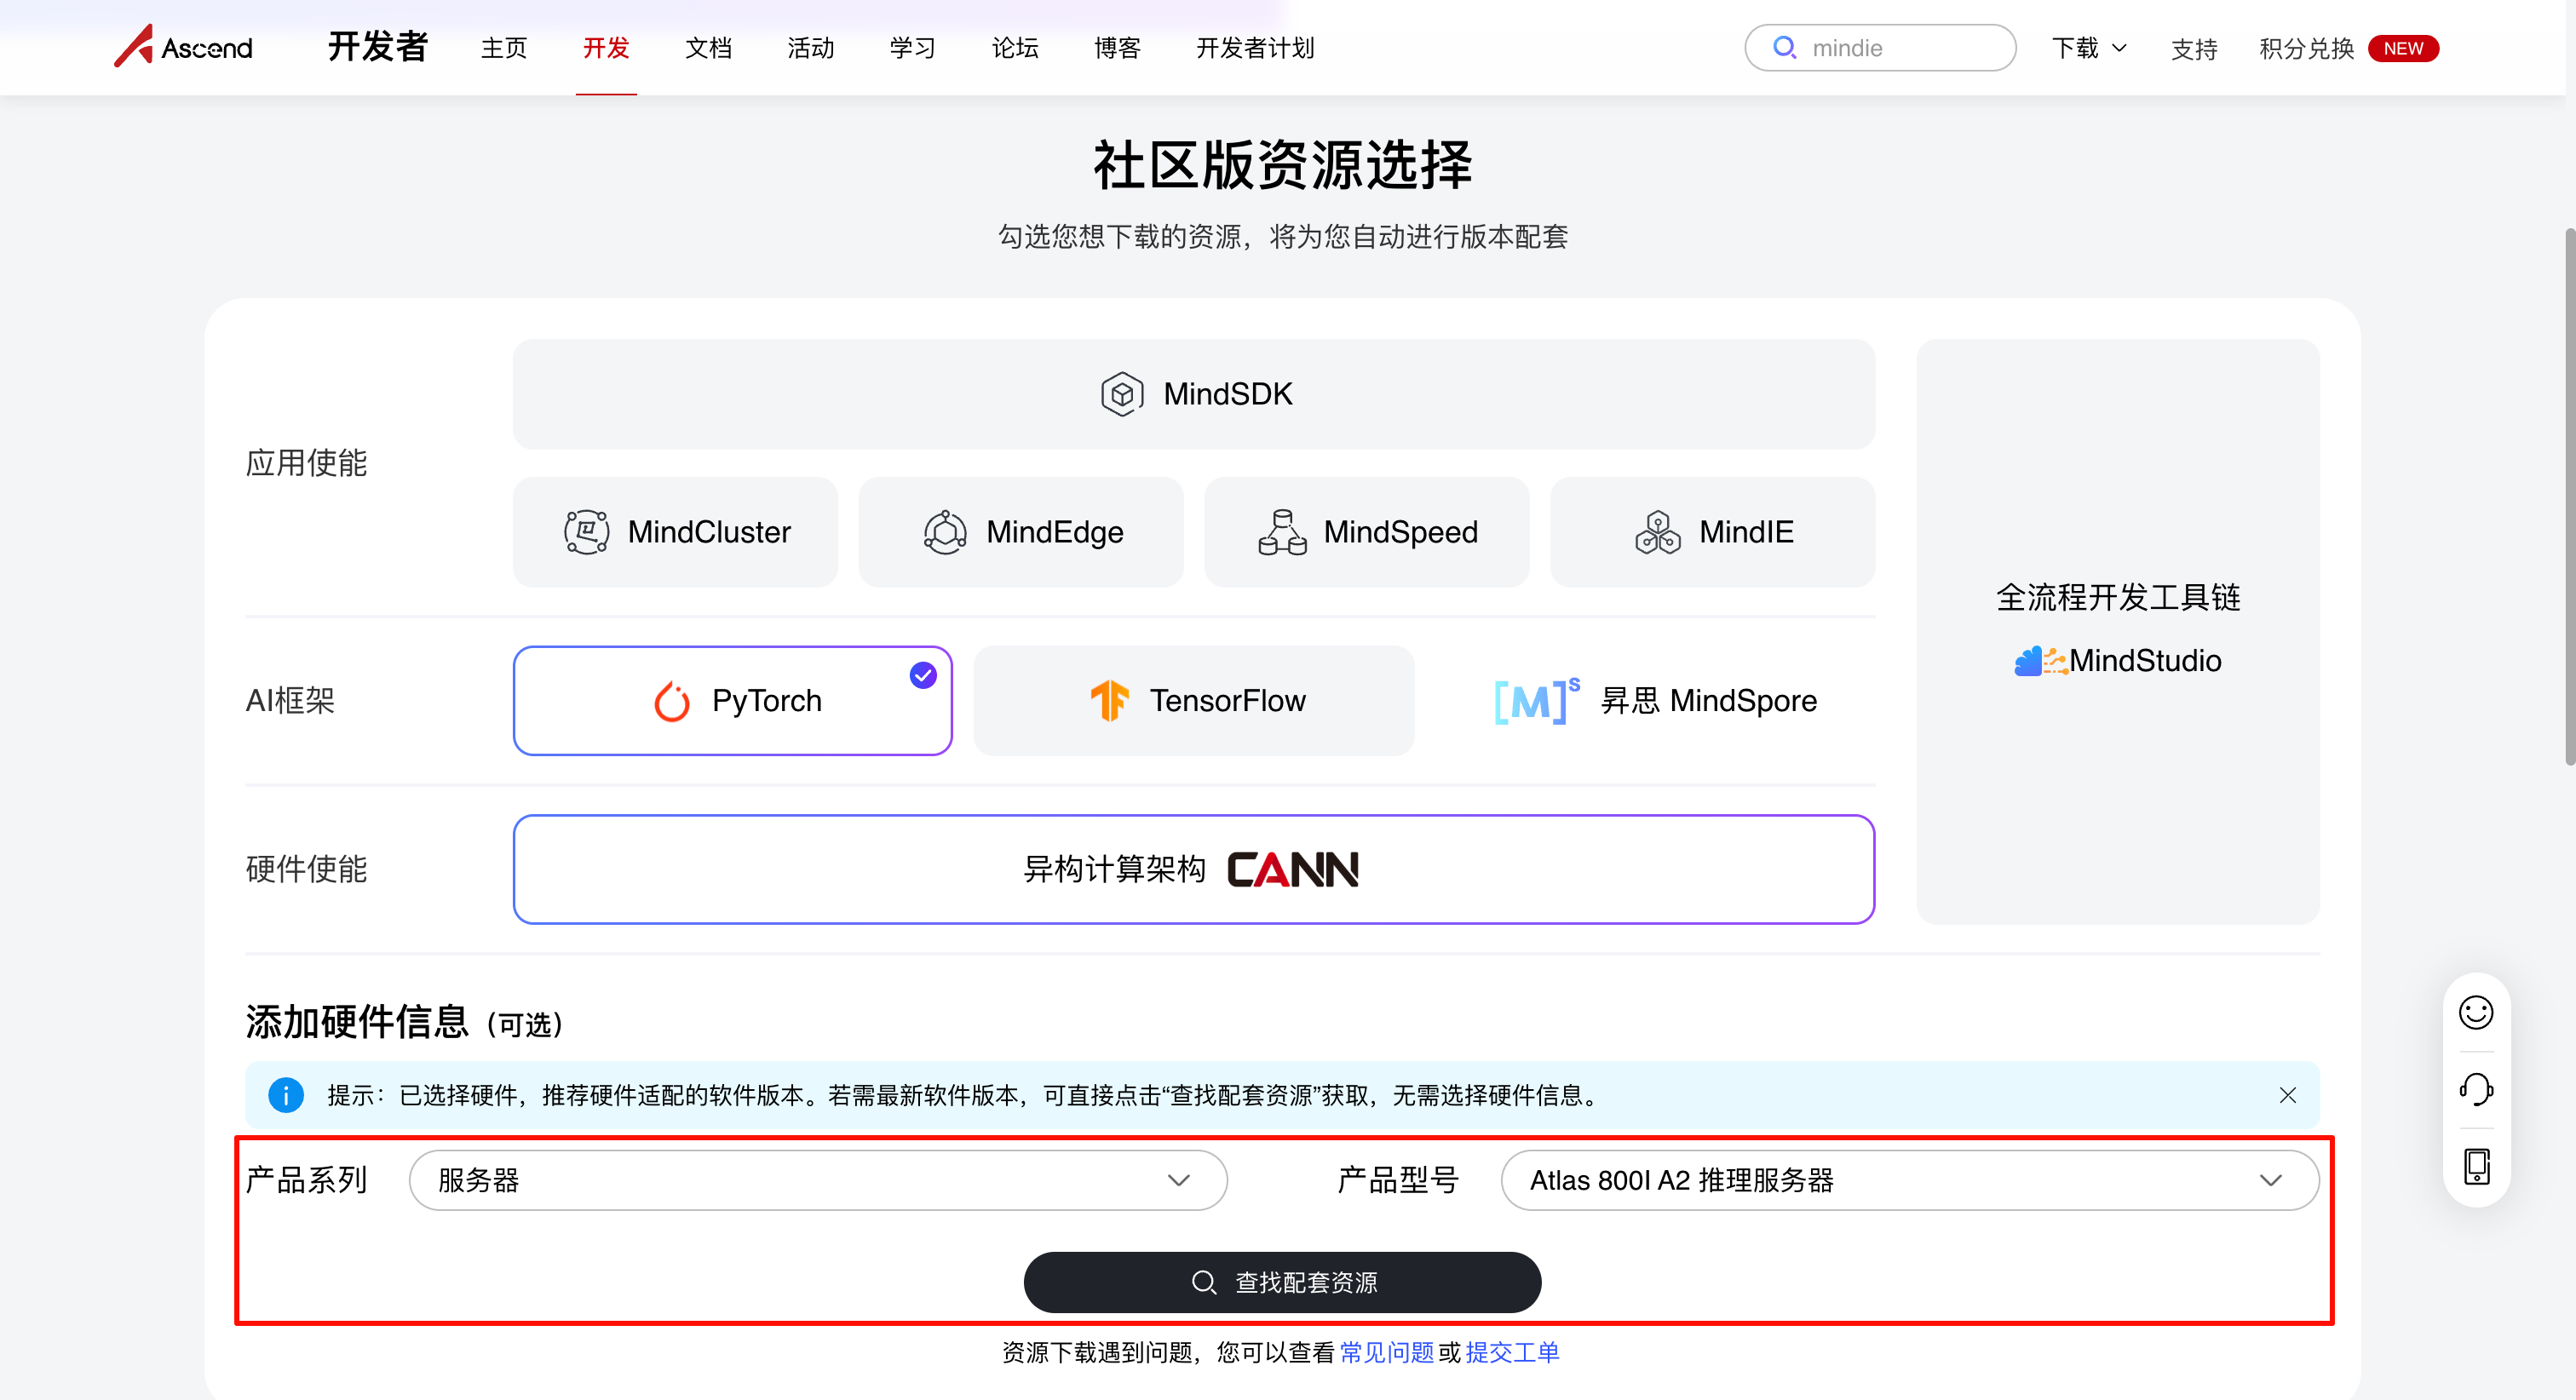 Ascend 开发者 主页 开发 文档 活动 学习 论坛 博客 开发者计划 mindie 下载 支持 积分兑换 NEW
社区版资源选择
勾选您想下载的资源，将为您自动进行版本配套
应用使能
MindSDK
MindCluster MindEdge MindSpeed MindIE
全流程开发工具链
MindStudio
AI框架
PyTorch TensorFlow [M]s 昇思 MindSpore
硬件使能
异构计算架构 CANN
添加硬件信息（可选）
提示：已选择硬件，推荐硬件适配的软件版本。若需最新软件版本，可直接点击“查找配套资源”获取，无需选择硬件信息。
产品系列 服务器 产品型号 Atlas 800I A2 推理服务器
查找配套资源
资源下载遇到问题，您可以查看常见问题或提交工单